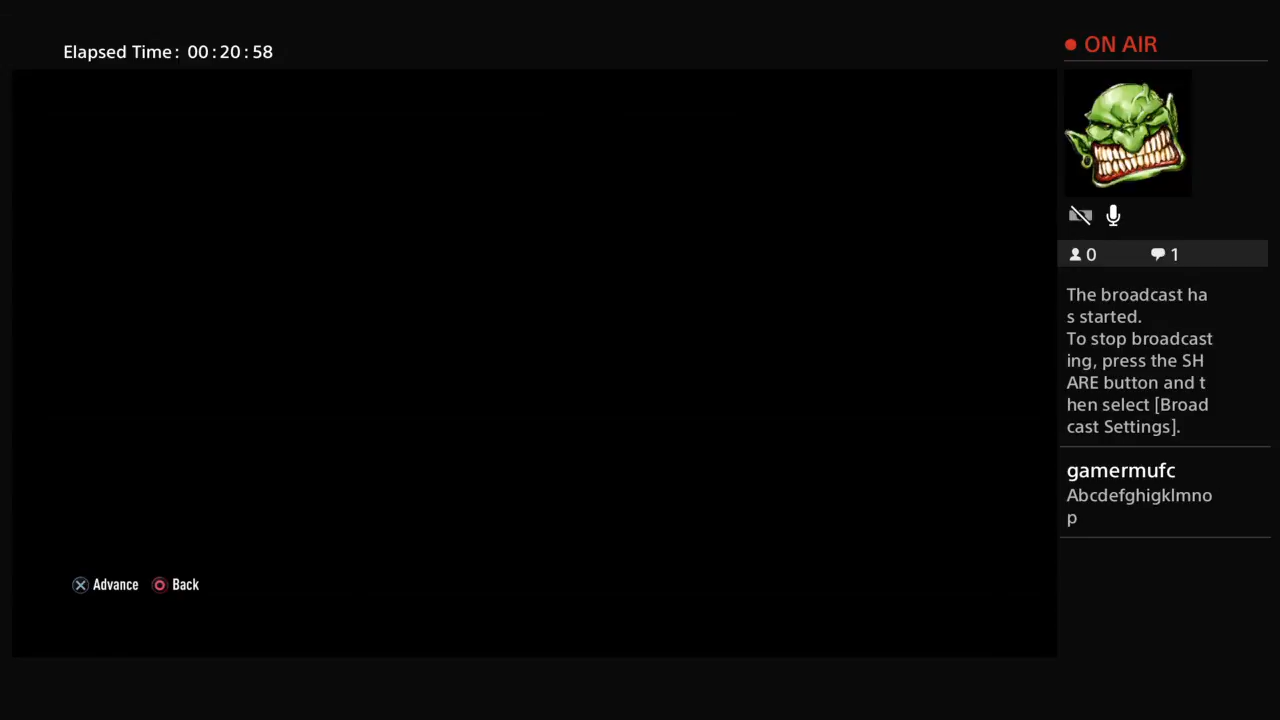 Elapsed Time: 00:20:58
ON AIR
0 1
The broadcast ha
s started.
To stop broadcast
ing, press the SH
ARE button and t
hen select [Broad
cast Settings].
gamermufc
Abcdefghigklmno
p
Advance Back